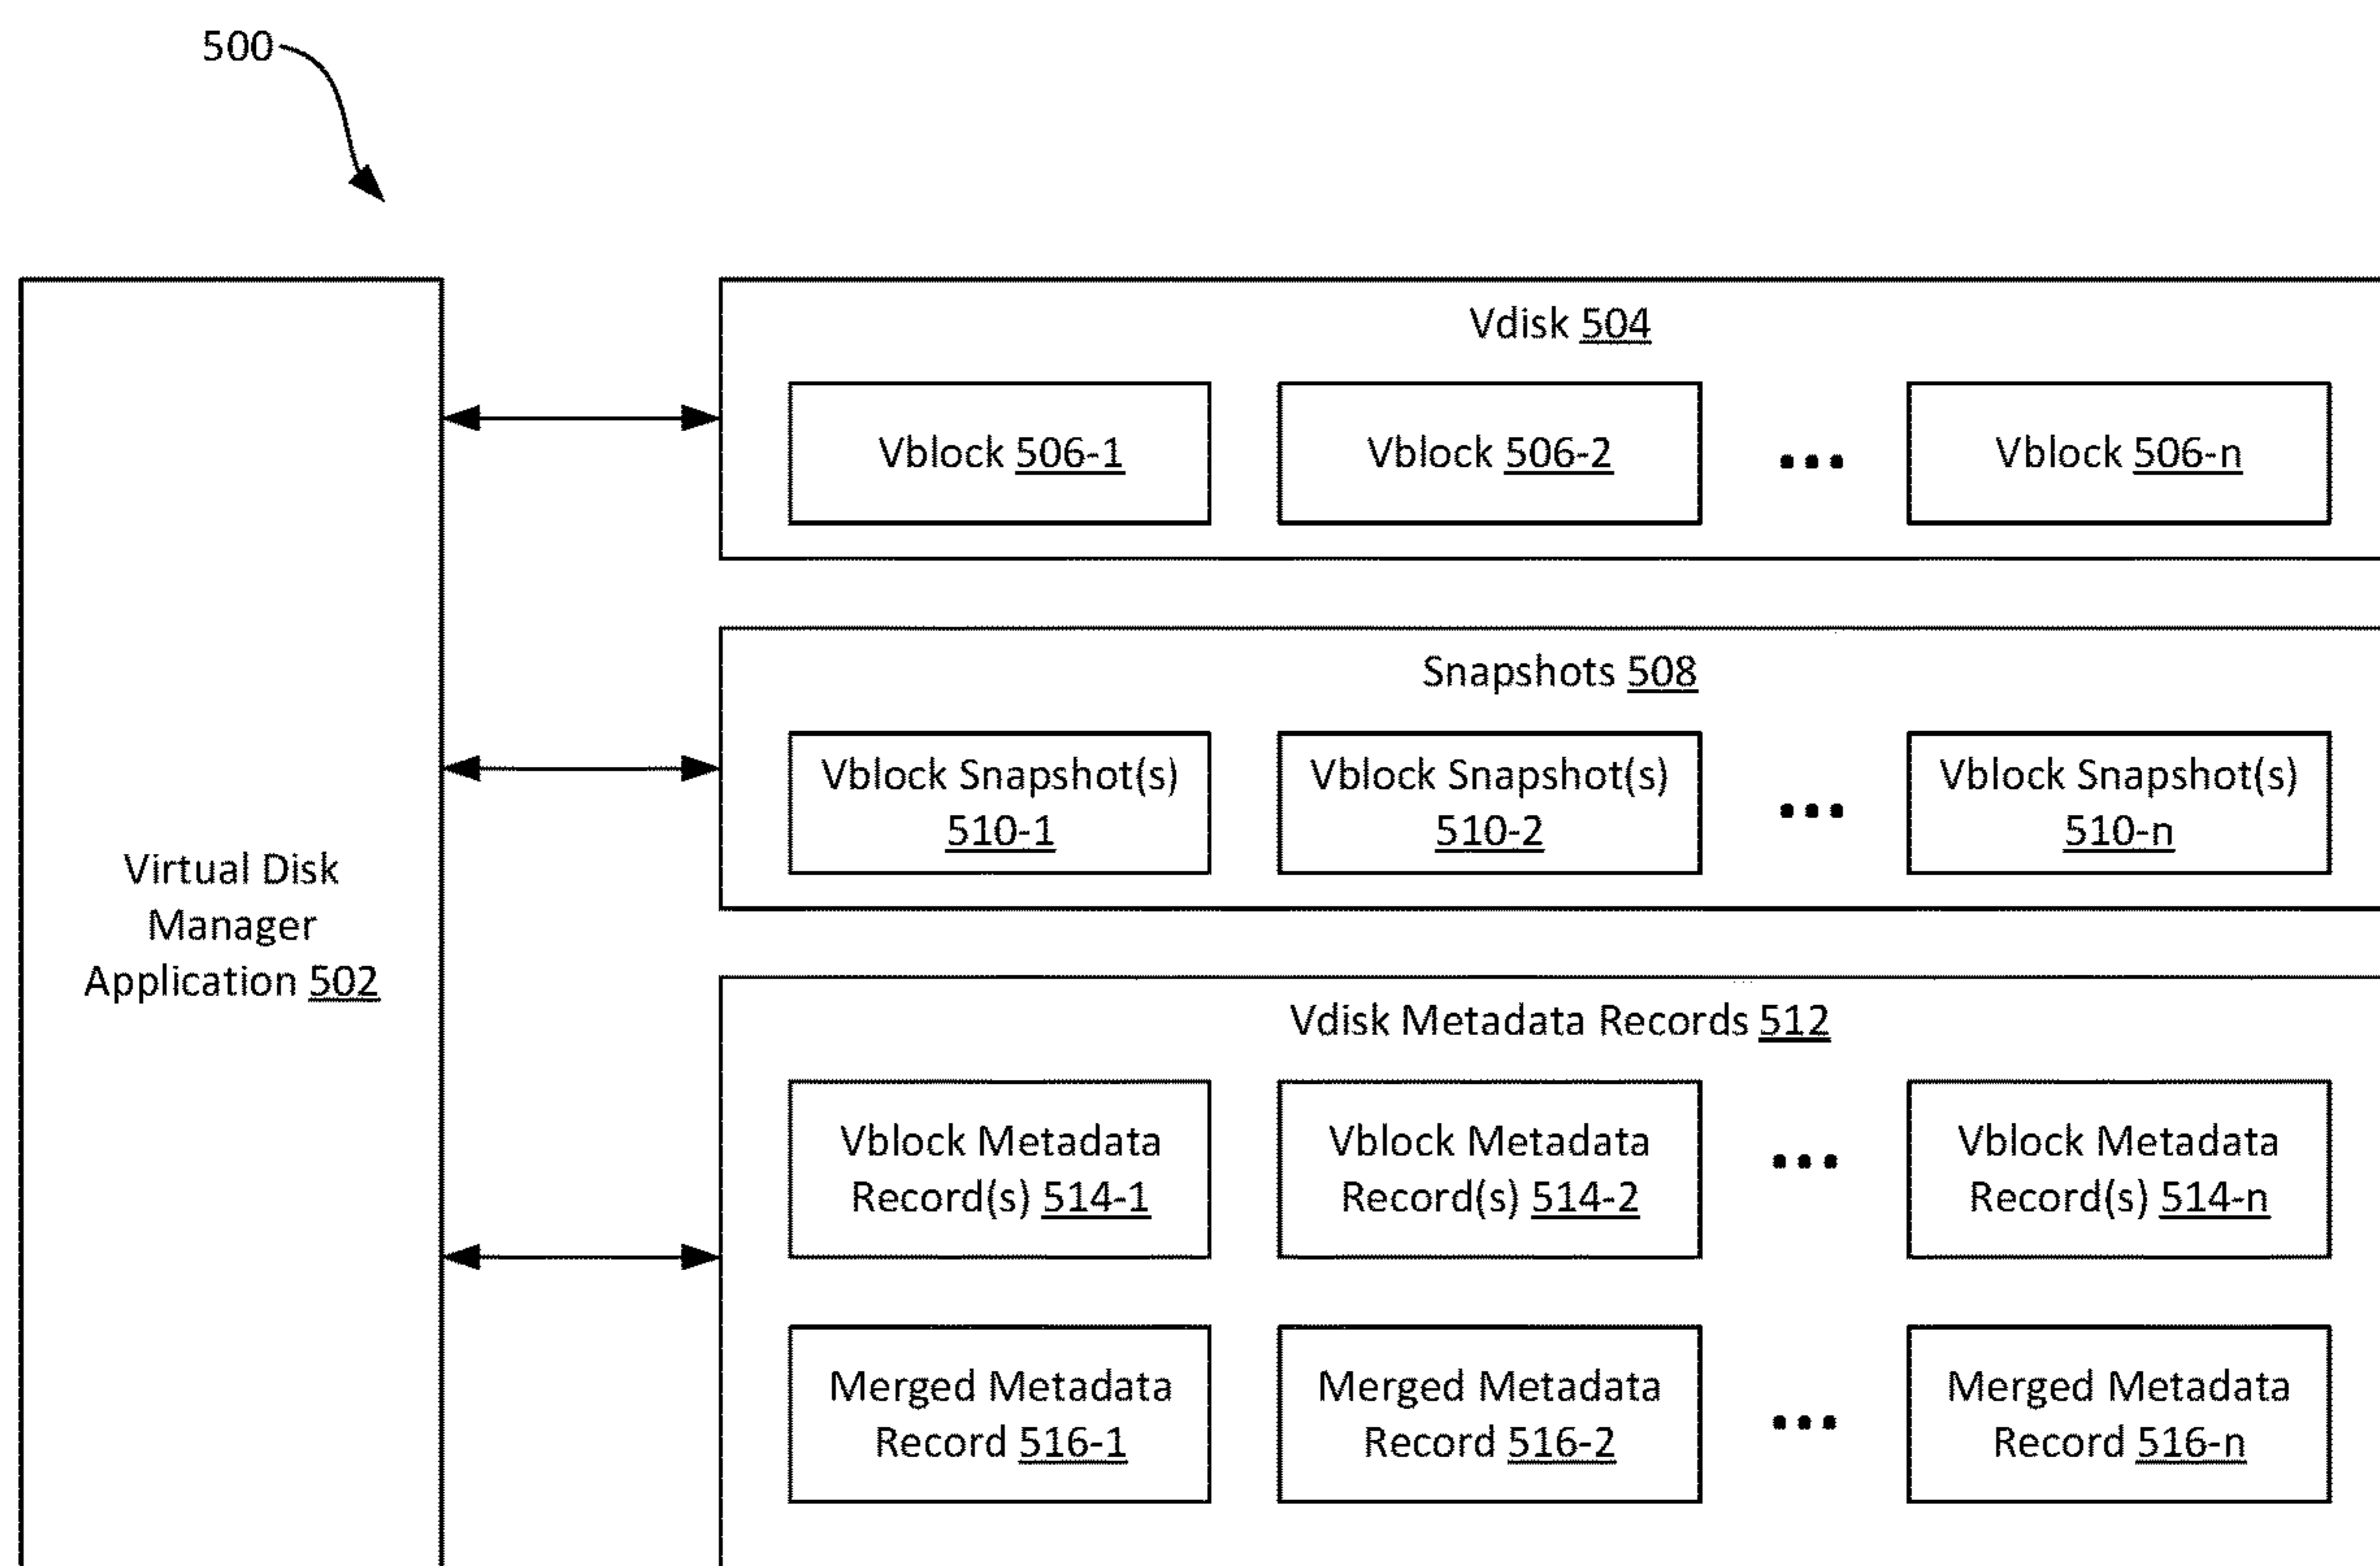 500
Vdisk 504
Vblock 506-1
Vblock 506-2
•••
Vblock 506-n
Snapshots 508
Vblock Snapshot(s)
510-1
Vblock Snapshot(s)
510-2
•••
Vblock Snapshot(s)
510-n
Virtual Disk
Manager
Application 502
Vdisk Metadata Records 512
Vblock Metadata
Record(s) 514-1
Vblock Metadata
Record(s) 514-2
•••
Vblock Metadata
Record(s) 514-n
Merged Metadata
Record 516-1
Merged Metadata
Record 516-2
•••
Merged Metadata
Record 516-n